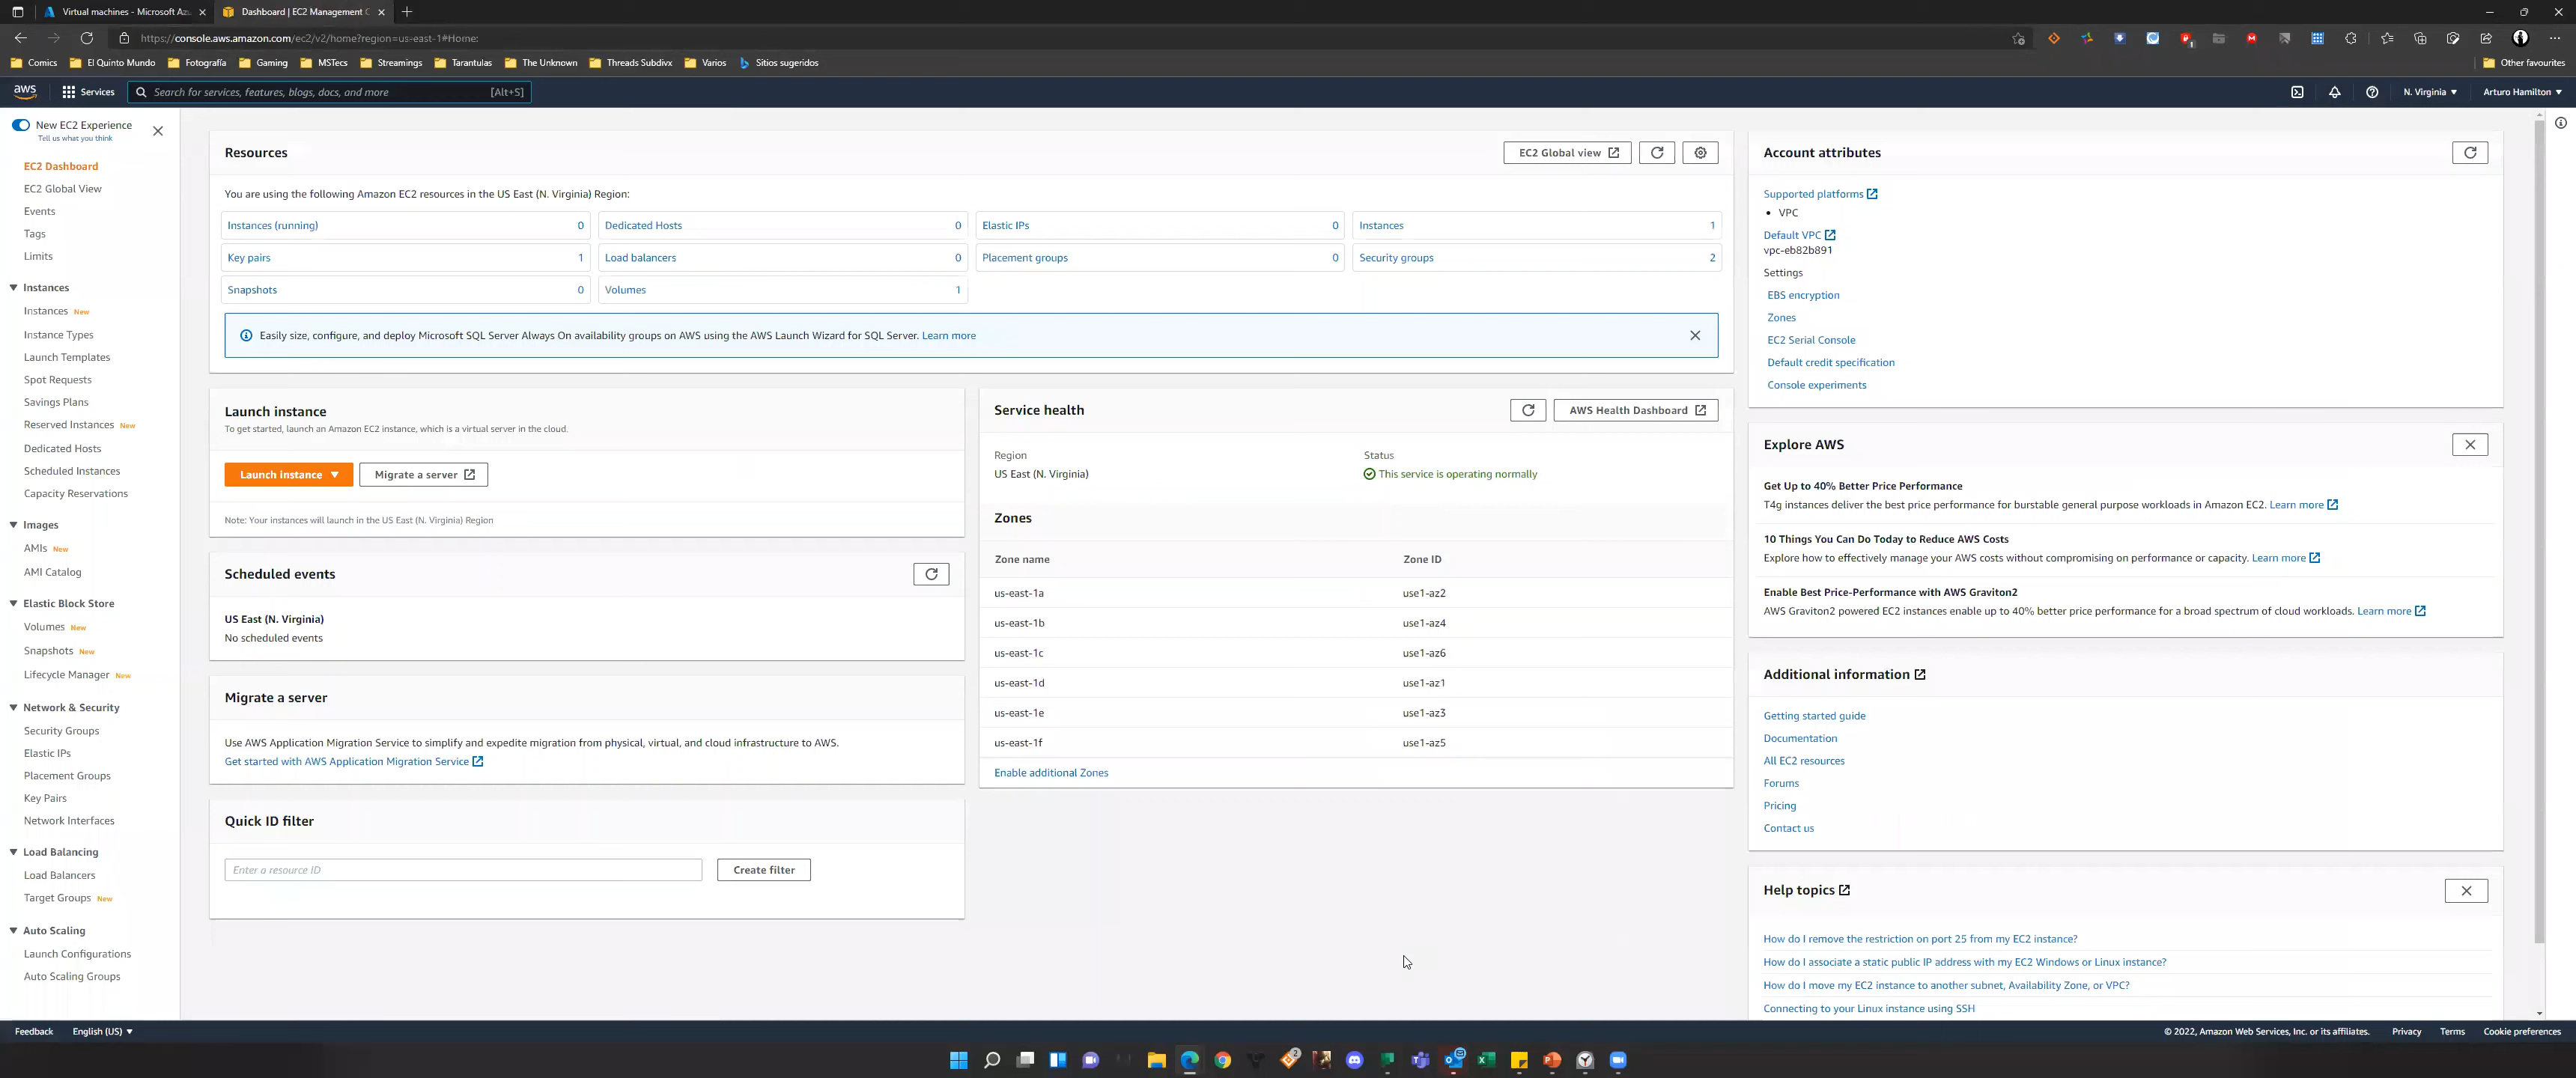 Virtual machines - Microsoft Az
Dashboard | EC2 Management C
https://console.aws.amazon.com/ec2/v2/home?region=us-east-1#Home:
Comics
El Quinto Mundo
Fotografía
Gaming
MSTecs
Streamings
Tarantulas
The Unknown
Threads Subdivx
Varios
Sitios sugeridos
Other favourites
aws
Services
Search for services, features, blogs, docs, and more
[Alt+S]
N. Virginia
Arturo Hamilton
New EC2 Experience
Tell us what you think
EC2 Dashboard
EC2 Global View
Events
Tags
Limits
Instances
Instances New
Instance Types
Launch Templates
Spot Requests
Savings Plans
Reserved Instances New
Dedicated Hosts
Scheduled Instances
Capacity Reservations
Images
AMIs New
AMI Catalog
Elastic Block Store
Volumes New
Snapshots New
Lifecycle Manager New
Network & Security
Security Groups
Elastic IPs
Placement Groups
Key Pairs
Network Interfaces
Load Balancing
Load Balancers
Target Groups New
Auto Scaling
Launch Configurations
Auto Scaling Groups
Resources
EC2 Global view
You are using the following Amazon EC2 resources in the US East (N. Virginia) Region:
Instances (running) 0
Dedicated Hosts 0
Elastic IPs 0
Instances 1
Key pairs 1
Load balancers 0
Placement groups 0
Security groups 2
Snapshots 0
Volumes 1
Easily size, configure, and deploy Microsoft SQL Server Always On availability groups on AWS using the AWS Launch Wizard for SQL Server. Learn more
Launch instance
To get started, launch an Amazon EC2 instance, which is a virtual server in the cloud.
Launch instance
Migrate a server
Note: Your instances will launch in the US East (N. Virginia) Region
Scheduled events
US East (N. Virginia)
No scheduled events
Migrate a server
Use AWS Application Migration Service to simplify and expedite migration from physical, virtual, and cloud infrastructure to AWS.
Get started with AWS Application Migration Service
Quick ID filter
Enter a resource ID
Create filter
Service health
AWS Health Dashboard
Region
Status
US East (N. Virginia)
This service is operating normally
Zones
Zone name
Zone ID
us-east-1a
use1-az2
us-east-1b
use1-az4
us-east-1c
use1-az6
us-east-1d
use1-az1
us-east-1e
use1-az3
us-east-1f
use1-az5
Enable additional Zones
Account attributes
Supported platforms
• VPC
Default VPC
vpc-eb82b891
Settings
EBS encryption
Zones
EC2 Serial Console
Default credit specification
Console experiments
Explore AWS
Get Up to 40% Better Price Performance
T4g instances deliver the best price performance for burstable general purpose workloads in Amazon EC2. Learn more
10 Things You Can Do Today to Reduce AWS Costs
Explore how to effectively manage your AWS costs without compromising on performance or capacity. Learn more
Enable Best Price-Performance with AWS Graviton2
AWS Graviton2 powered EC2 instances enable up to 40% better price performance for a broad spectrum of cloud workloads. Learn more
Additional information
Getting started guide
Documentation
All EC2 resources
Forums
Pricing
Contact us
Help topics
How do I remove the restriction on port 25 from my EC2 instance?
How do I associate a static public IP address with my EC2 Windows or Linux instance?
How do I move my EC2 instance to another subnet, Availability Zone, or VPC?
Connecting to your Linux instance using SSH
Feedback
English (US)
© 2022, Amazon Web Services, Inc. or its affiliates.
Privacy
Terms
Cookie preferences